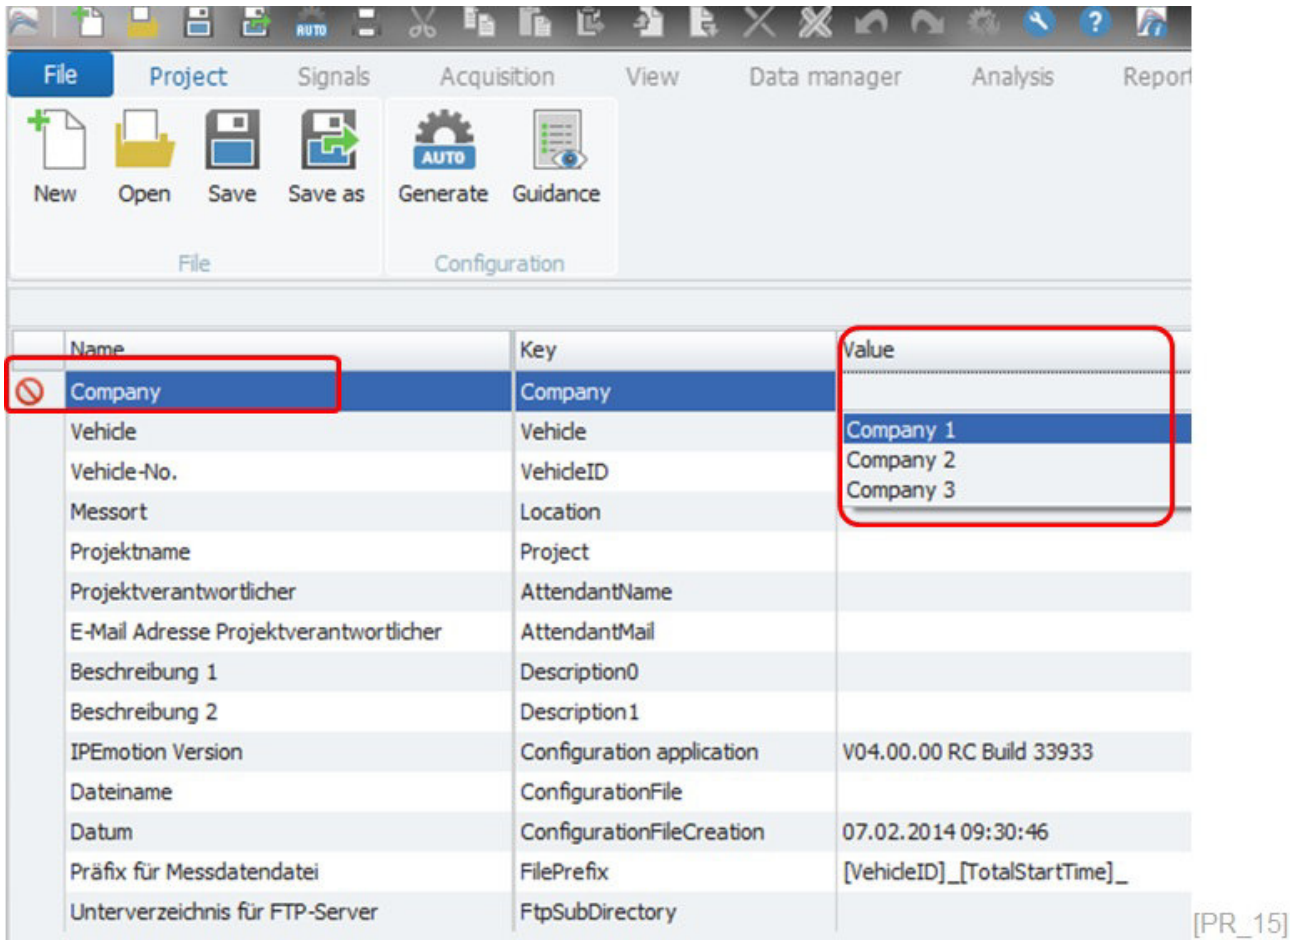 AUTO
File Project Signals Acquisition View Data manager Analysis Report
AUTO
New Open Save Save as Generate Guidance
File Configuration
Name Key Value
Company Company
Vehicle Vehicle Company 1
Vehicle-No. VehicleID Company 2
Company 3
Messort Location
Projektname Project
Projektverantwortlicher AttendantName
E-Mail Adresse Projektverantwortlicher AttendantMail
Beschreibung 1 Description0
Beschreibung 2 Description1
IPEmotion Version Configuration application V04.00.00 RC Build 33933
Dateiname ConfigurationFile
Datum ConfigurationFileCreation 07.02.2014 09:30:46
Präfix für Messdatendatei FilePrefix [VehicleID]_[TotalStartTime]_
Unterverzeichnis für FTP-Server FtpSubDirectory
[PR_15]